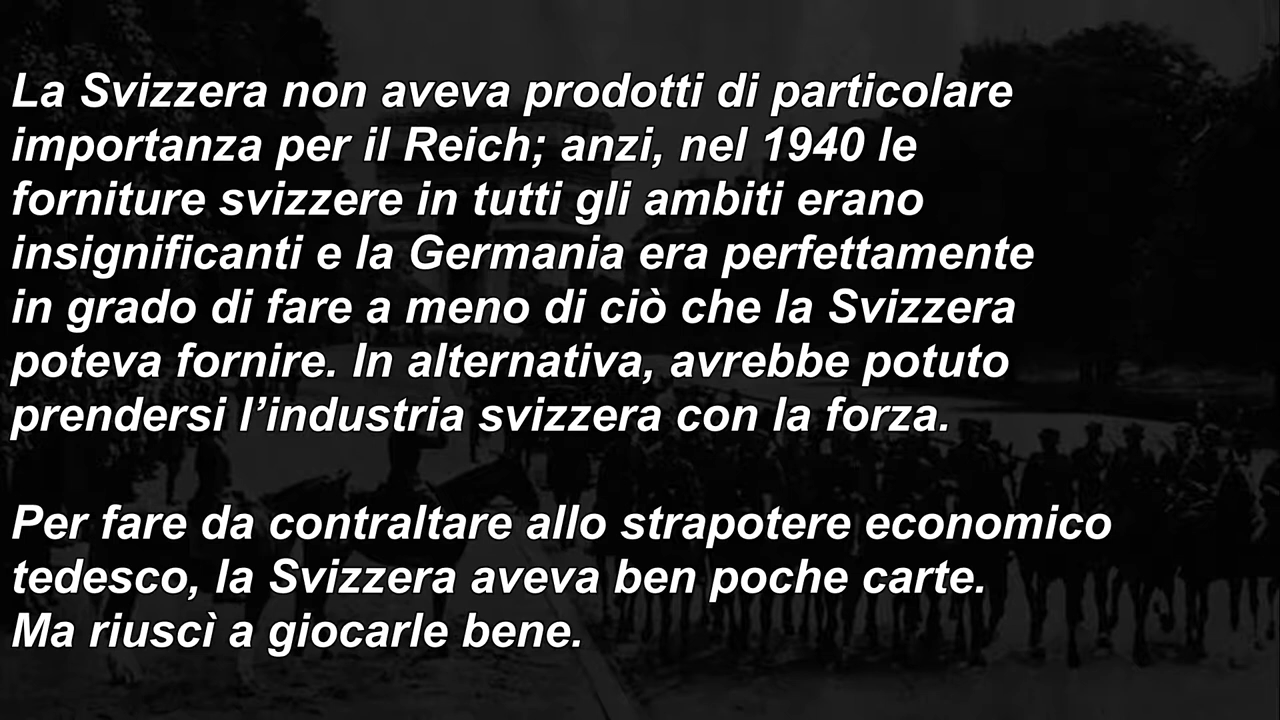 La Svizzera non aveva prodotti di particolare
importanza per il Reich; anzi, nel 1940 le
forniture svizzere in tutti gli ambiti erano
insignificanti e la Germania era perfettamente
in grado di fare a meno di ciò che la Svizzera
poteva fornire. In alternativa, avrebbe potuto
prendersi l’industria svizzera con la forza.
Per fare da contraltare allo strapotere economico
tedesco, la Svizzera aveva ben poche carte.
Ma riuscì a giocarle bene.